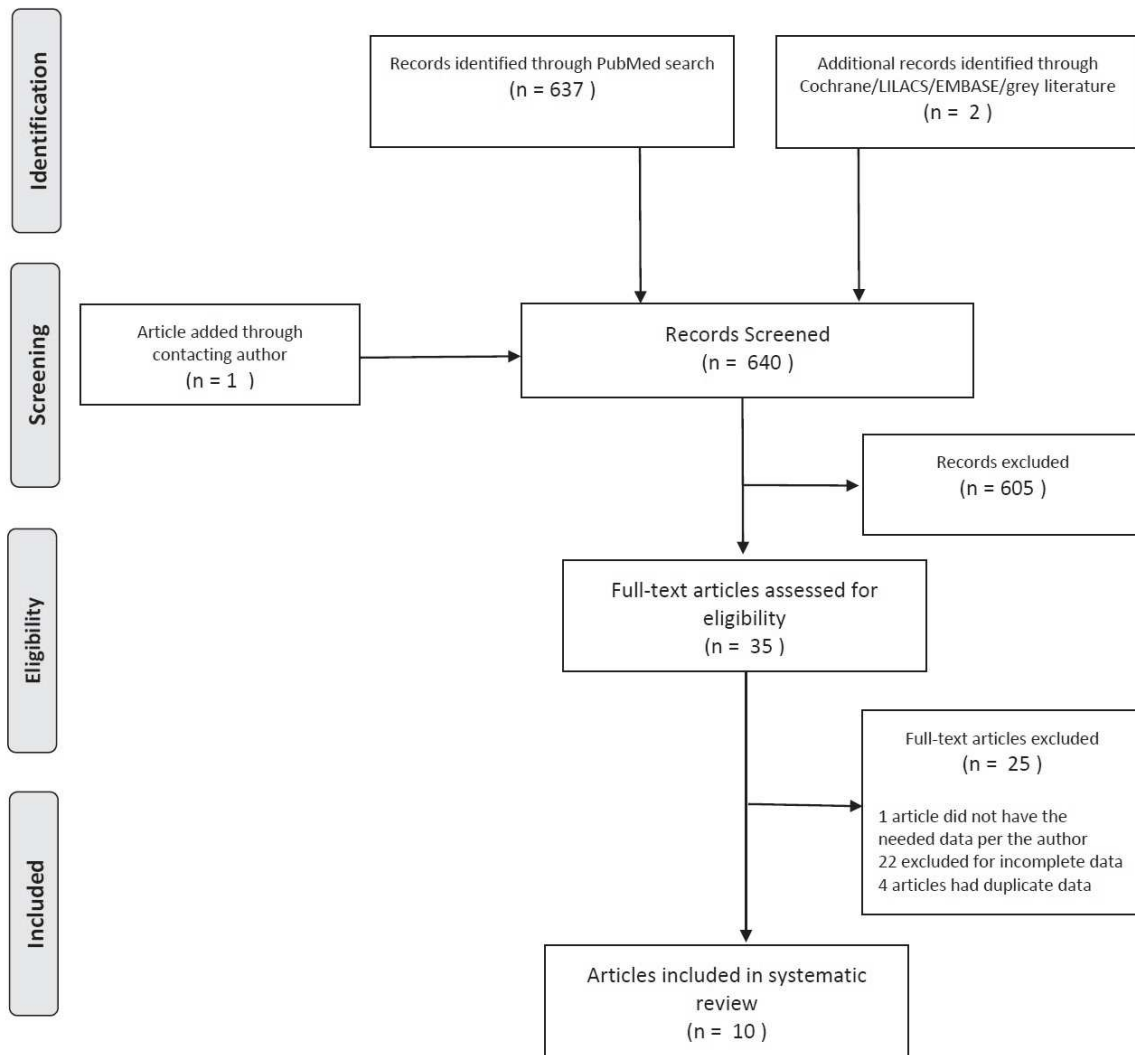 Identification
Records identified through PubMed search
(n = 637 )
Additional records identified through
Cochrane/LILACS/EMBASE/grey literature
(n = 2 )
Screening
Article added through
contacting author
(n = 1 )
Records Screened
(n = 640 )
Records excluded
(n = 605 )
Eligibility
Full-text articles assessed for
eligibility
(n = 35 )
Full-text articles excluded
(n = 25 )
1 article did not have the
needed data per the author
22 excluded for incomplete data
4 articles had duplicate data
Included
Articles included in systematic
review
(n = 10 )